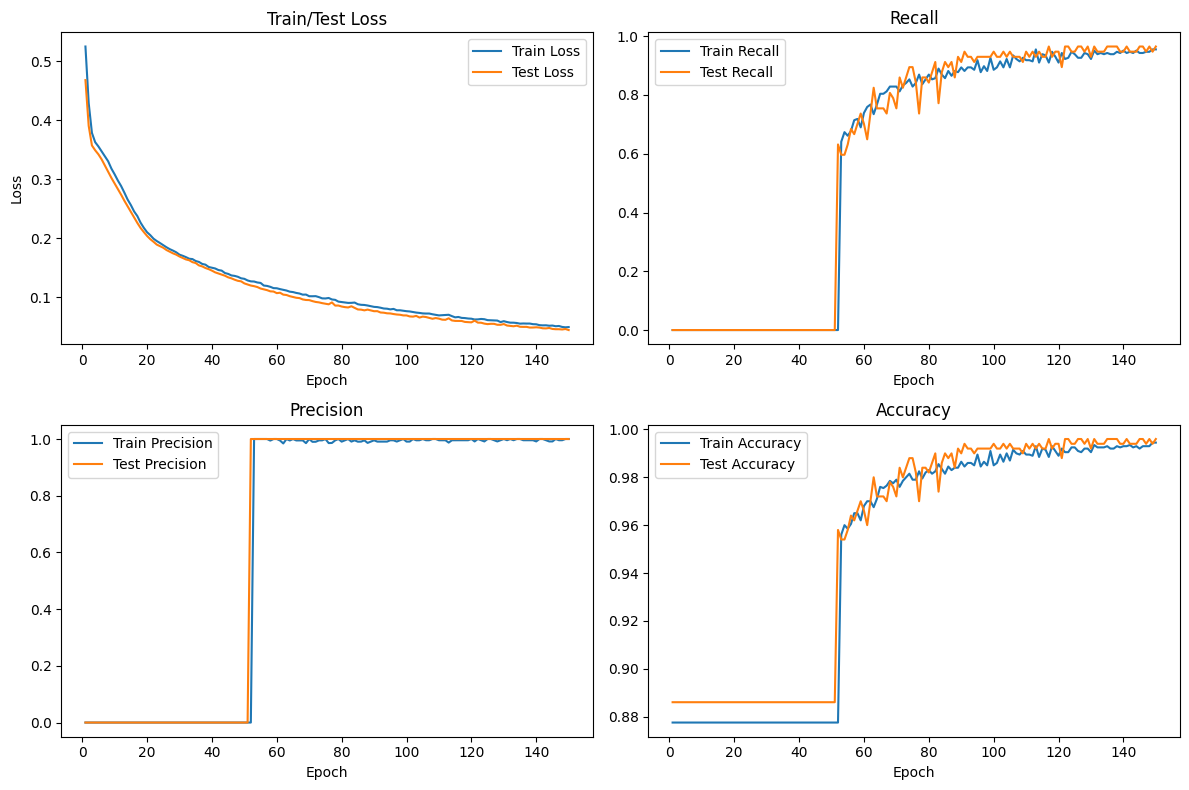 Train/Test Loss
Train Loss
Test Loss
0.5
0.4
0.3
0.2
0.1
Loss
0 20 40 60 80 100 120 140
Epoch
Recall
Train Recall
Test Recall
1.0
0.8
0.6
0.4
0.2
0.0
0 20 40 60 80 100 120 140
Epoch
Precision
Train Precision
Test Precision
1.0
0.8
0.6
0.4
0.2
0.0
0 20 40 60 80 100 120 140
Epoch
Accuracy
Train Accuracy
Test Accuracy
1.00
0.98
0.96
0.94
0.92
0.90
0.88
0 20 40 60 80 100 120 140
Epoch